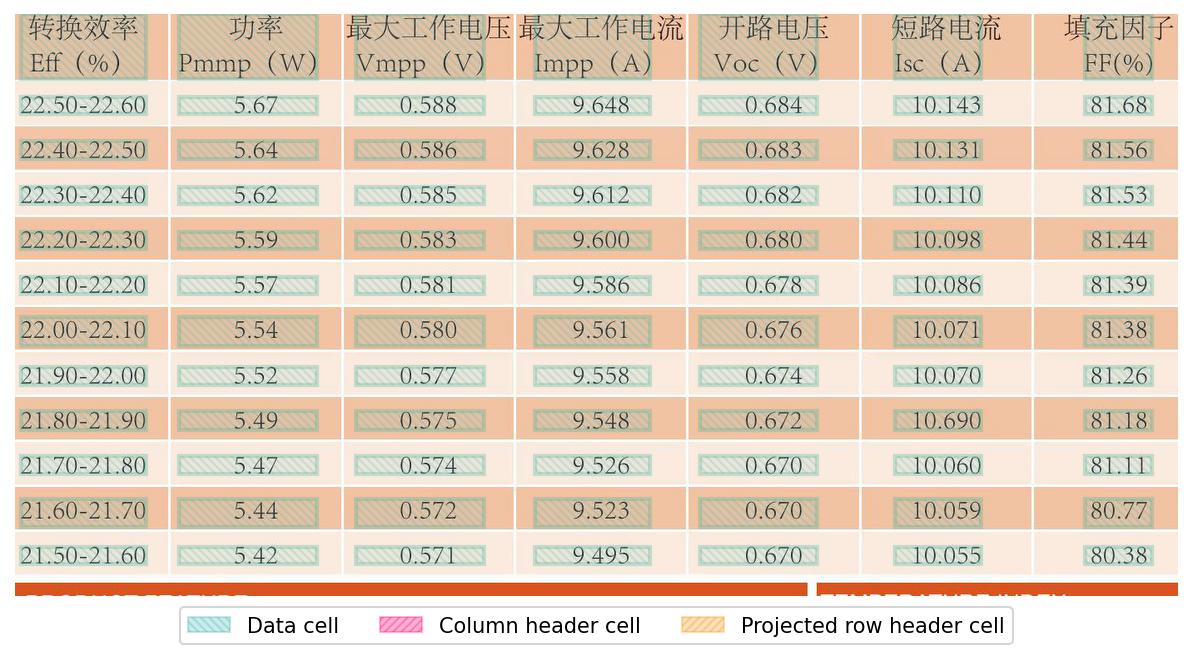 转换效率 功率 最大工作电压 最大工作电流 开路电压 短路电流 填充因子
Eff（%） Pmmp（W） Vmpp（V） Impp（A） Voc（V） Isc（A） FF(%)
22.50-22.60 5.67 0.588 9.648 0.684 10.143 81.68
22.40-22.50 5.64 0.586 9.628 0.683 10.131 81.56
22.30-22.40 5.62 0.585 9.612 0.682 10.110 81.53
22.20-22.30 5.59 0.583 9.600 0.680 10.098 81.44
22.10-22.20 5.57 0.581 9.586 0.678 10.086 81.39
22.00-22.10 5.54 0.580 9.561 0.676 10.071 81.38
21.90-22.00 5.52 0.577 9.558 0.674 10.070 81.26
21.80-21.90 5.49 0.575 9.548 0.672 10.690 81.18
21.70-21.80 5.47 0.574 9.526 0.670 10.060 81.11
21.60-21.70 5.44 0.572 9.523 0.670 10.059 80.77
21.50-21.60 5.42 0.571 9.495 0.670 10.055 80.38
Data cell Column header cell Projected row header cell